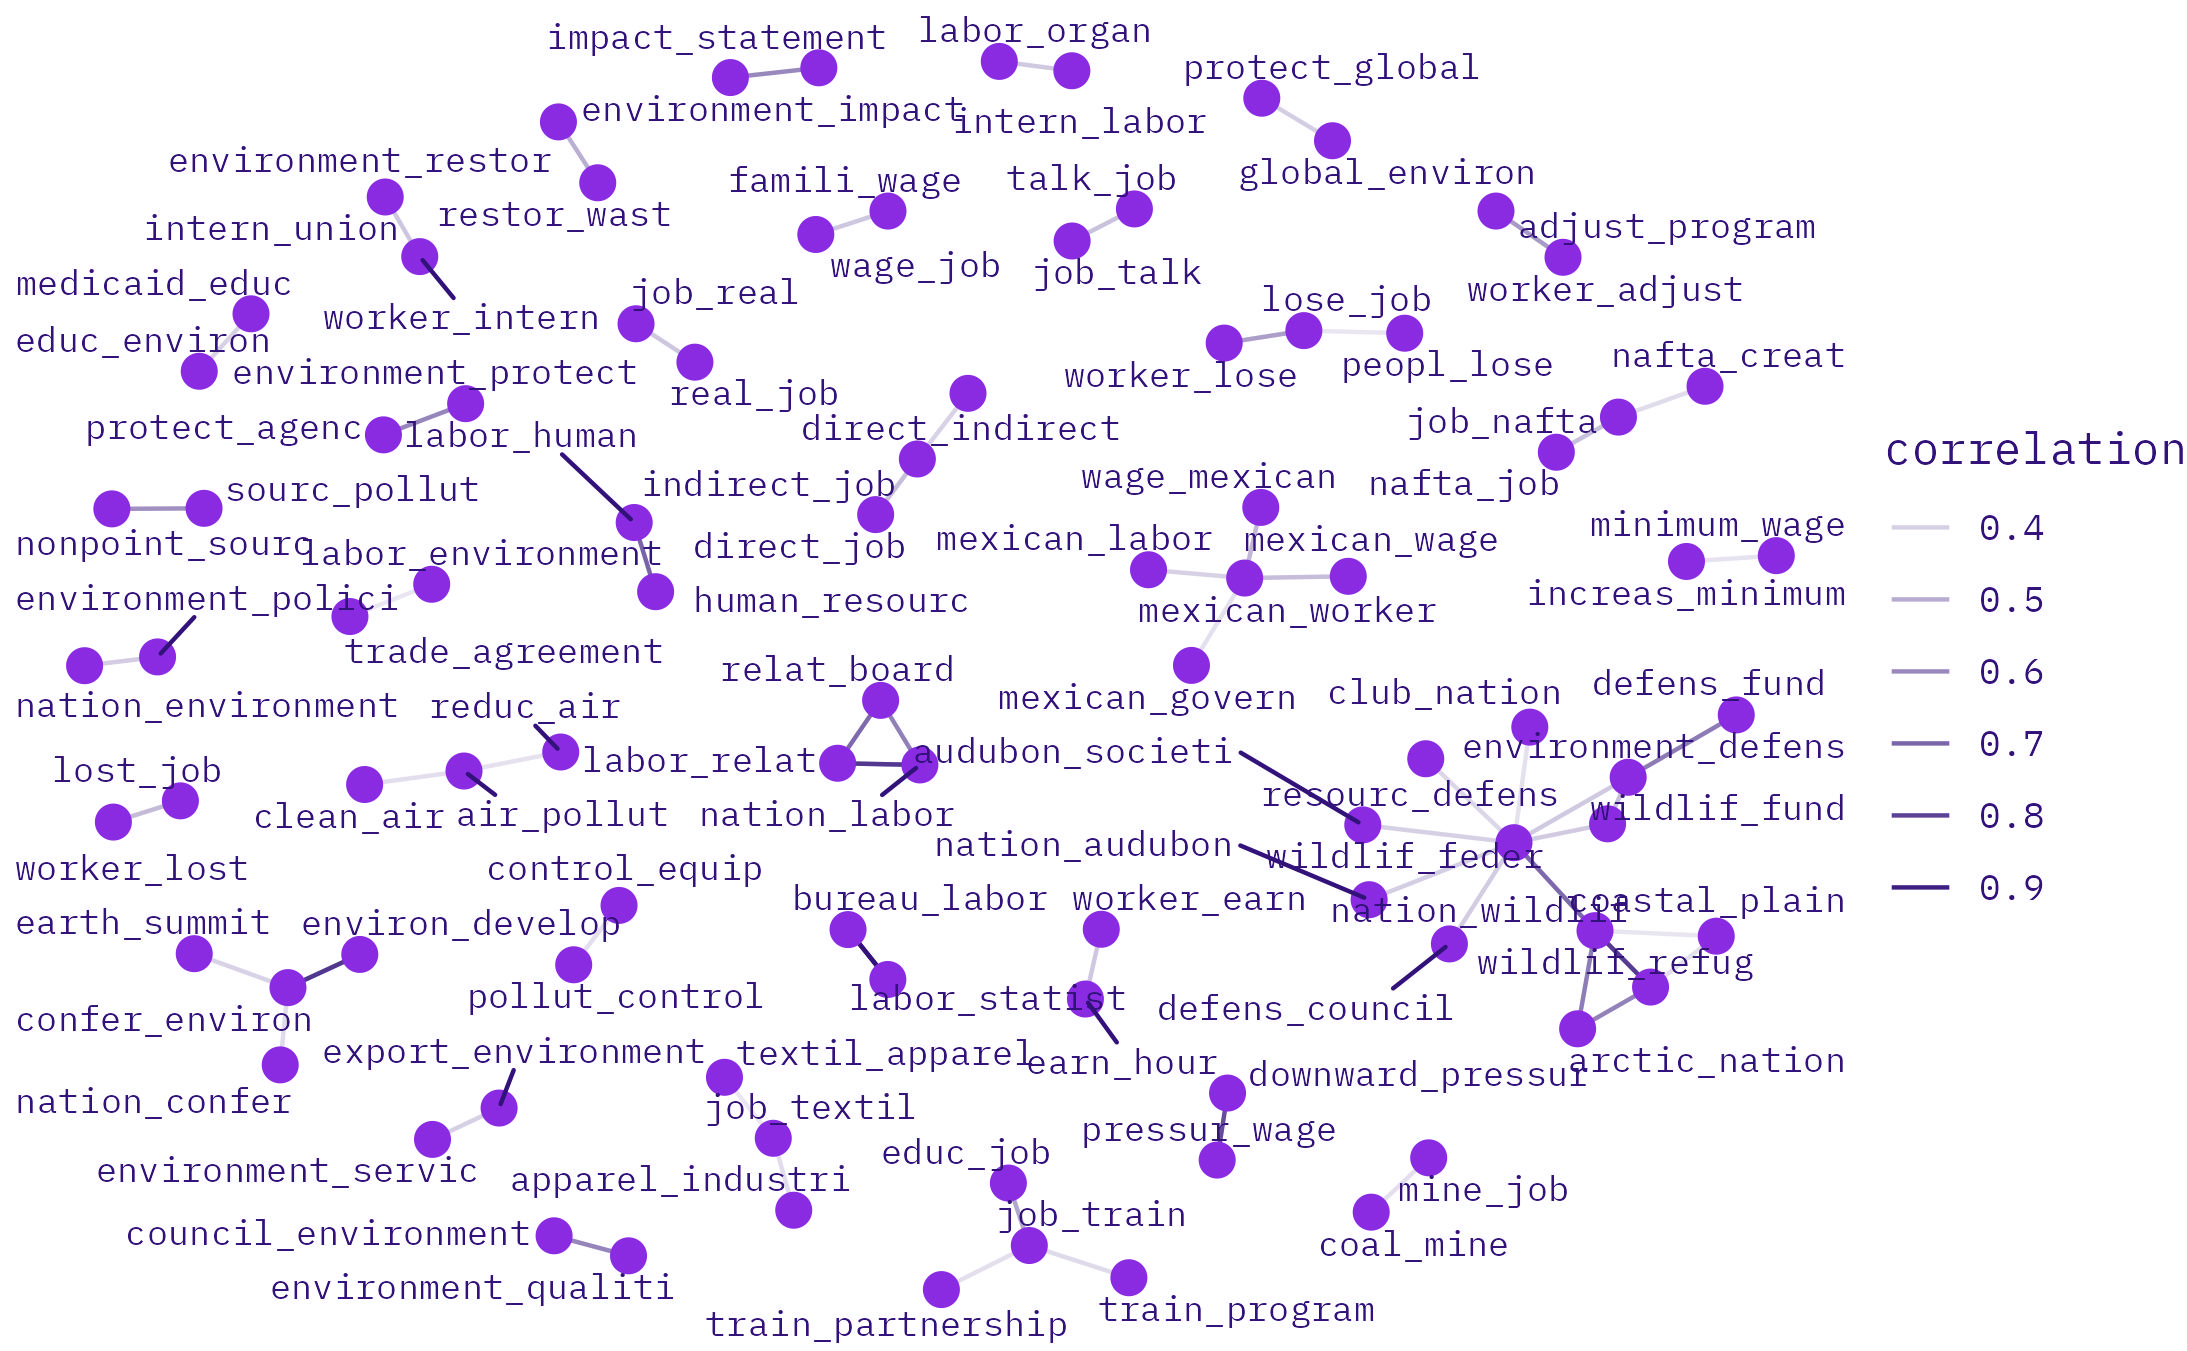 impact_statement
labor_organ
protect_global
environment_impact
intern_labor
environment_restor
restor_wast
famili_wage
talk_job
global_environ
intern_union
adjust_program
wage_job
job_talk
medicaid_educ
worker_intern
job_real
lose_job
worker_adjust
educ_environ
environment_protect
real_job
worker_lose
peopl_lose
nafta_creat
protect_agenc
labor_human
direct_indirect
job_nafta
correlation
sourc_pollut
indirect_job
wage_mexican
nafta_job
nonpoint_sourc
labor_environment
direct_job
mexican_labor
mexican_wage
minimum_wage
0.4
environment_polici
human_resourc
mexican_worker
increas_minimum
0.5
trade_agreement
relat_board
0.6
nation_environment
reduc_air
mexican_govern
club_nation
defens_fund
lost_job
labor_relat
audubon_societi
environment_defens
0.7
clean_air
air_pollut
nation_labor
resourc_defens
wildlif_fund
0.8
worker_lost
control_equip
nation_audubon
wildlif_feder
earth_summit
environ_develop
bureau_labor
worker_earn
nation_wildlif
coastal_plain
0.9
wildlif_refug
confer_environ
pollut_control
labor_statist
defens_council
export_environment
textil_apparel
earn_hour
downward_pressur
arctic_nation
nation_confer
job_textil
pressur_wage
environment_servic
apparel_industri
educ_job
mine_job
council_environment
job_train
coal_mine
environment_qualiti
train_partnership
train_program